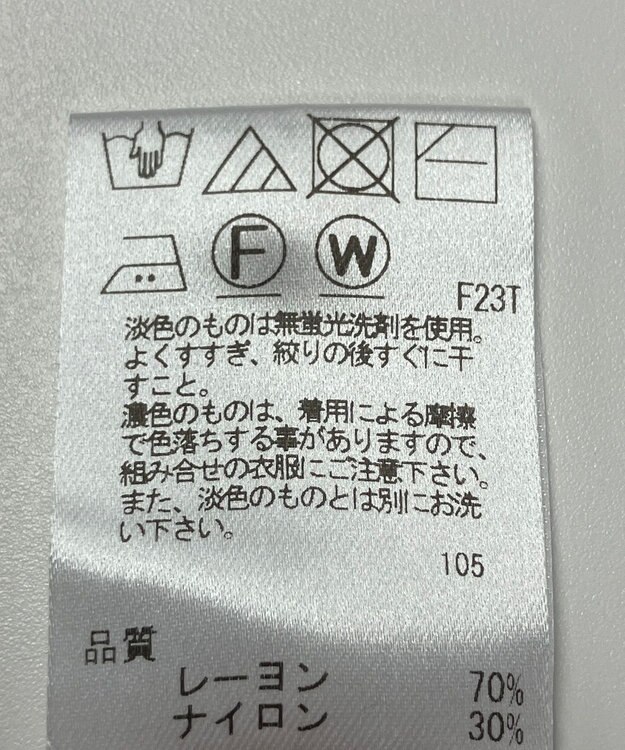 F W
F23T
淡色のものは無蛍光洗剤を使用。
よくすすぎ、絞りの後すぐに干
すこと。
濃色のものは、着用による摩擦
で色落ちする事がありますので、
組み合せの衣服にご注意下さい。
また、淡色のものとは別にお洗
い下さい。
105
品質
レーヨン 70%
ナイロン 30%